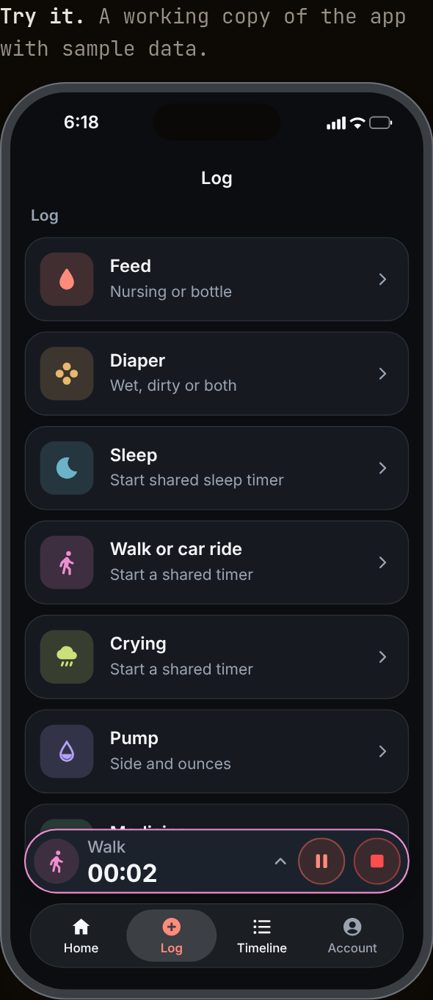 Try it. A working copy of the app
with sample data.
6:18
Log
Log
Feed
Nursing or bottle
Diaper
Wet, dirty or both
Sleep
Start shared sleep timer
Walk or car ride
Start a shared timer
Crying
Start a shared timer
Pump
Side and ounces
Walk
00:02
Home
Log
Timeline
Account